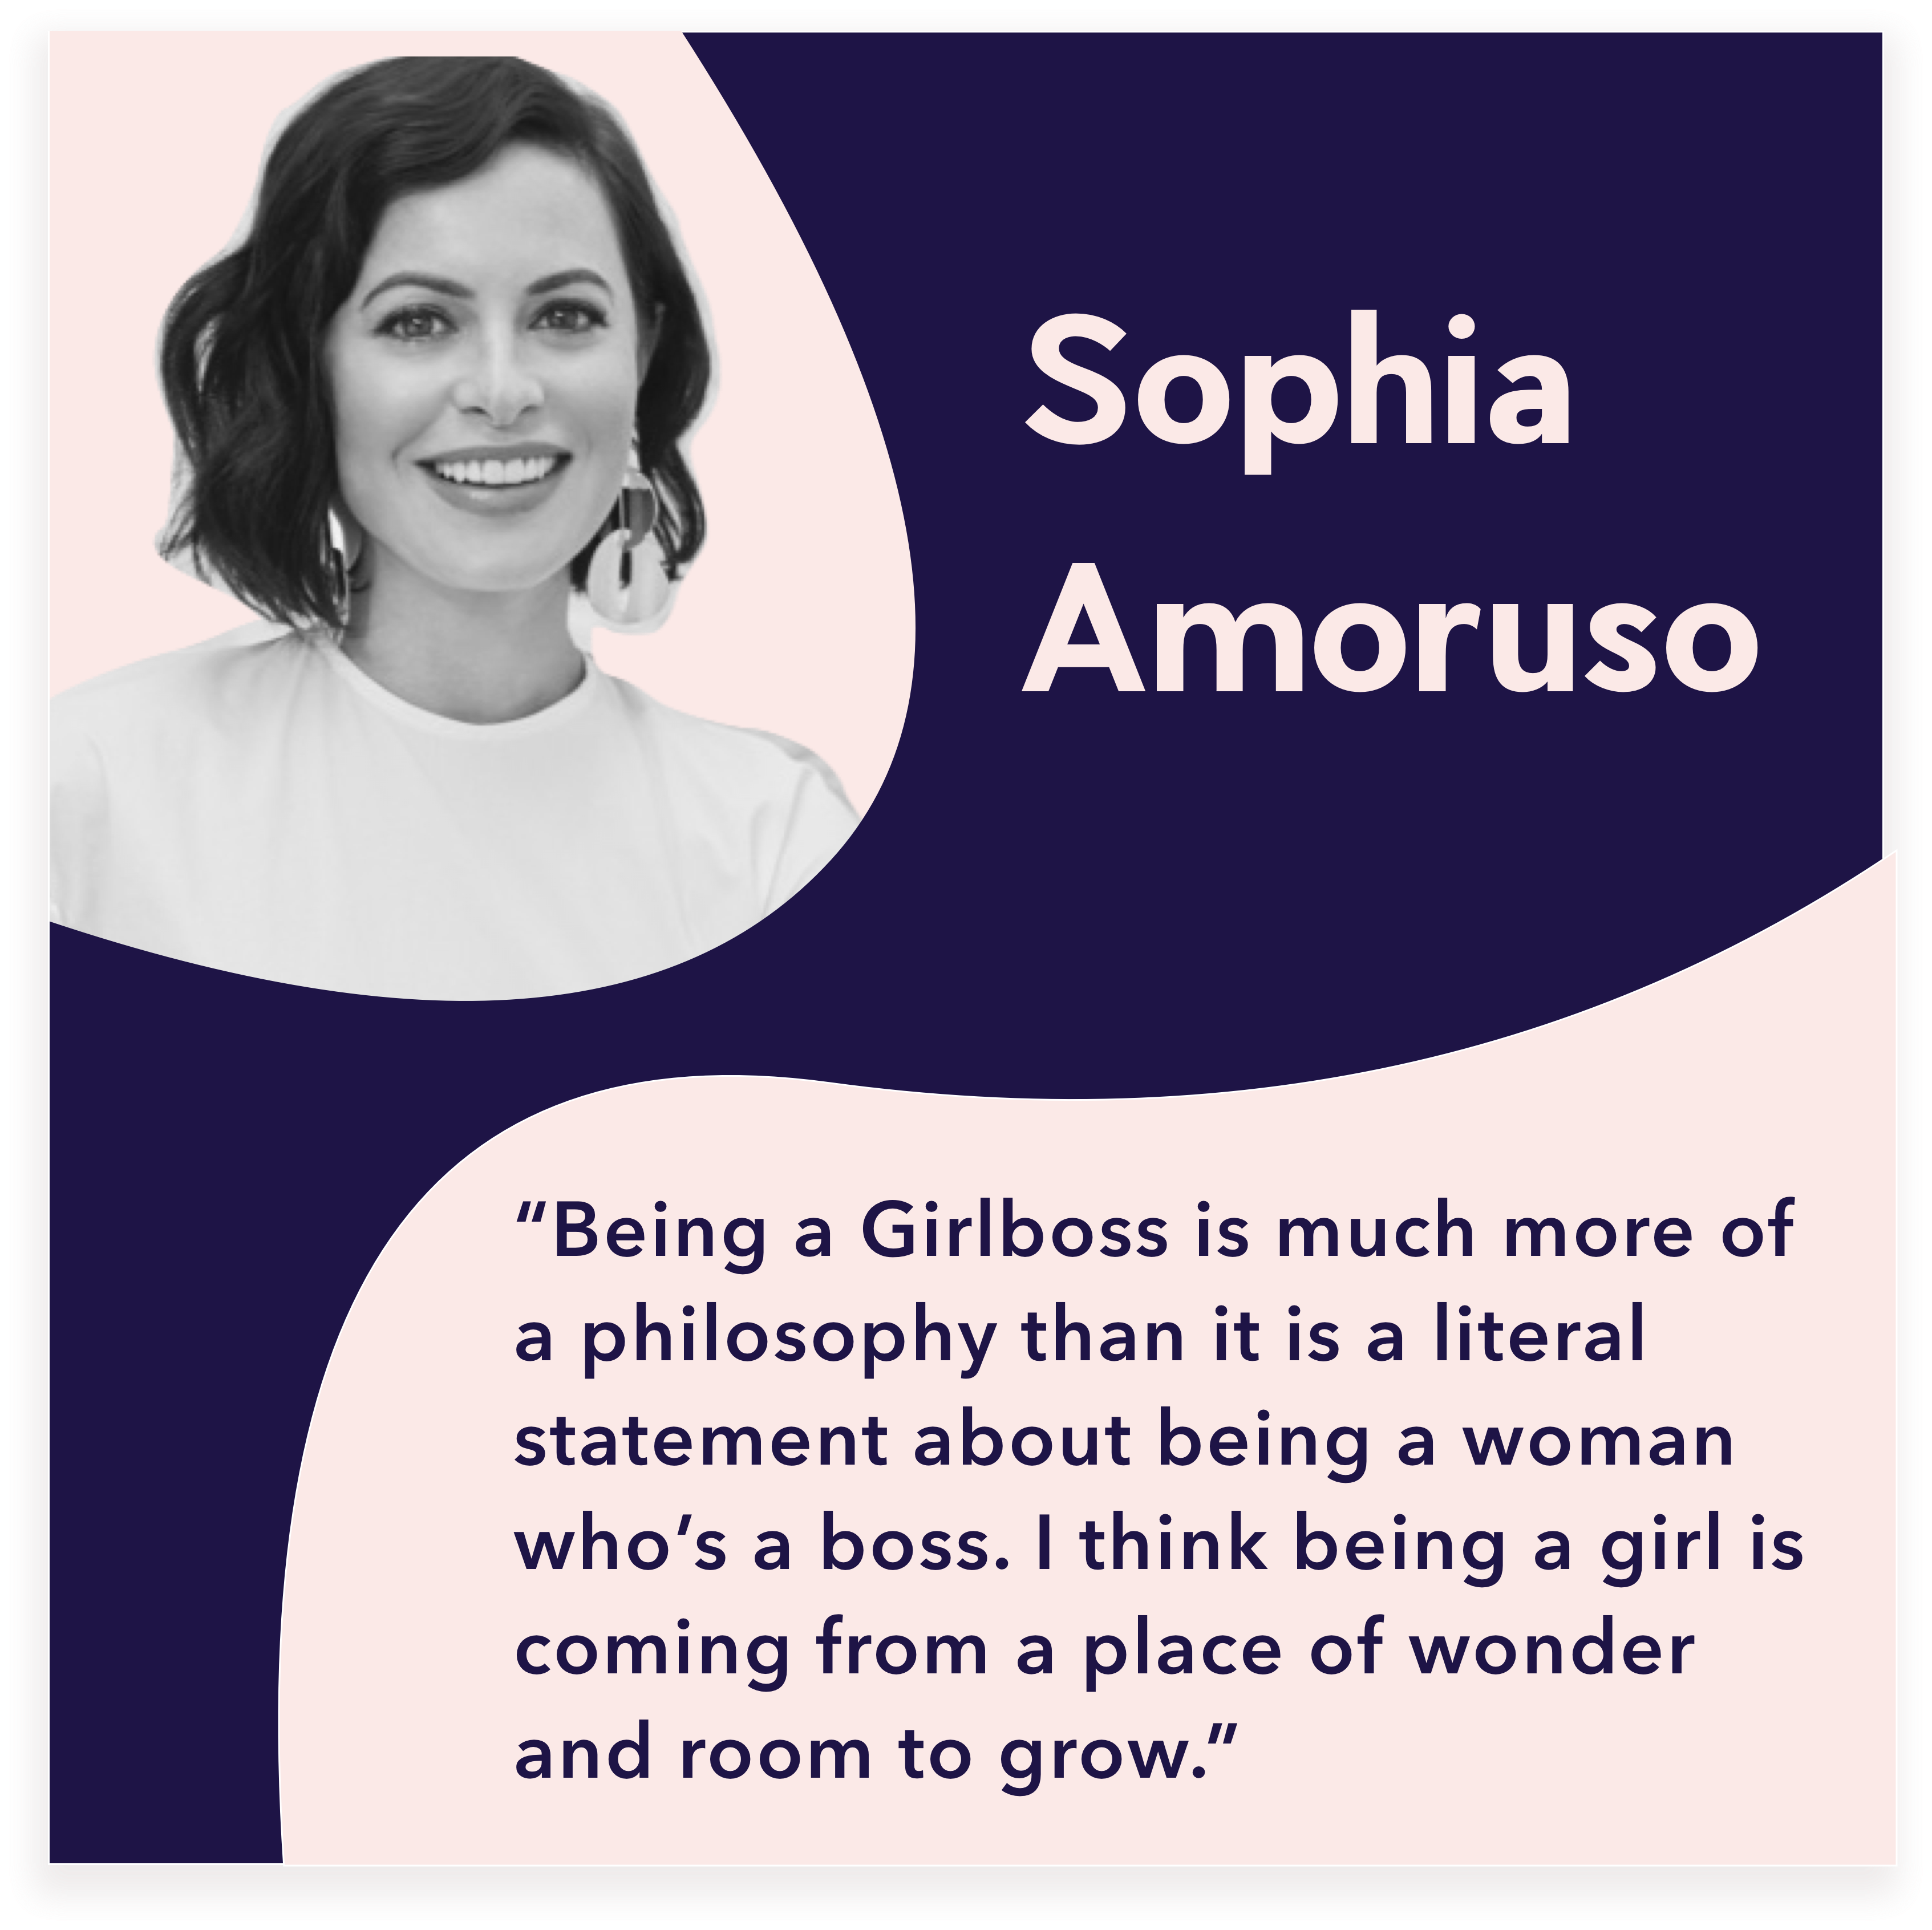 Sophia
Amoruso
“Being a Girlboss is much more of
a philosophy than it is a literal
statement about being a woman
who’s a boss. I think being a girl is
coming from a place of wonder
and room to grow.”